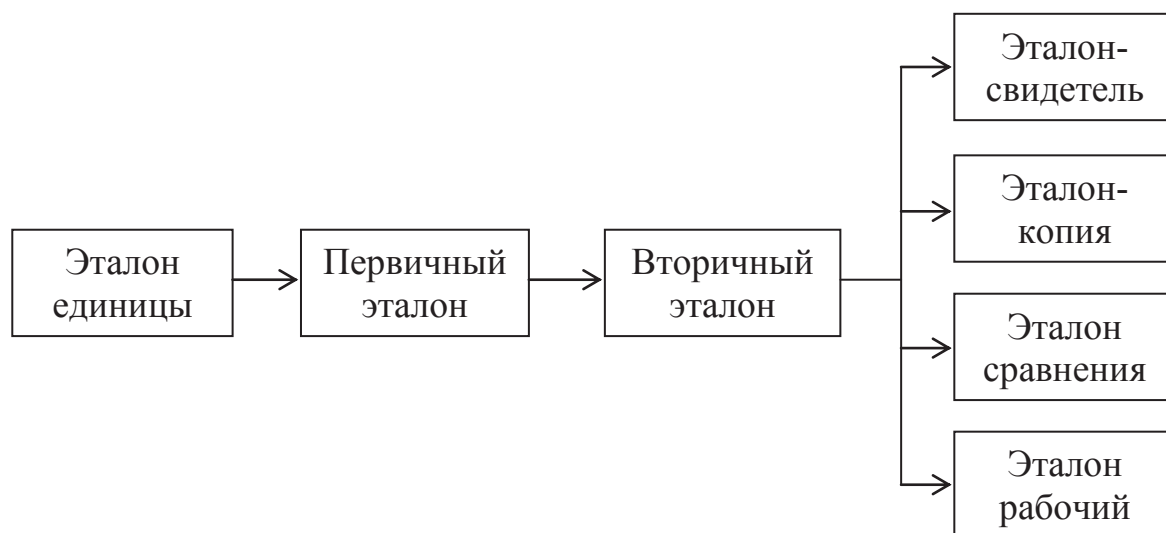 Эталон
единицы
Первичный
эталон
Вторичный
эталон
Эталон-
свидетель
Эталон-
копия
Эталон
сравнения
Эталон
рабочий